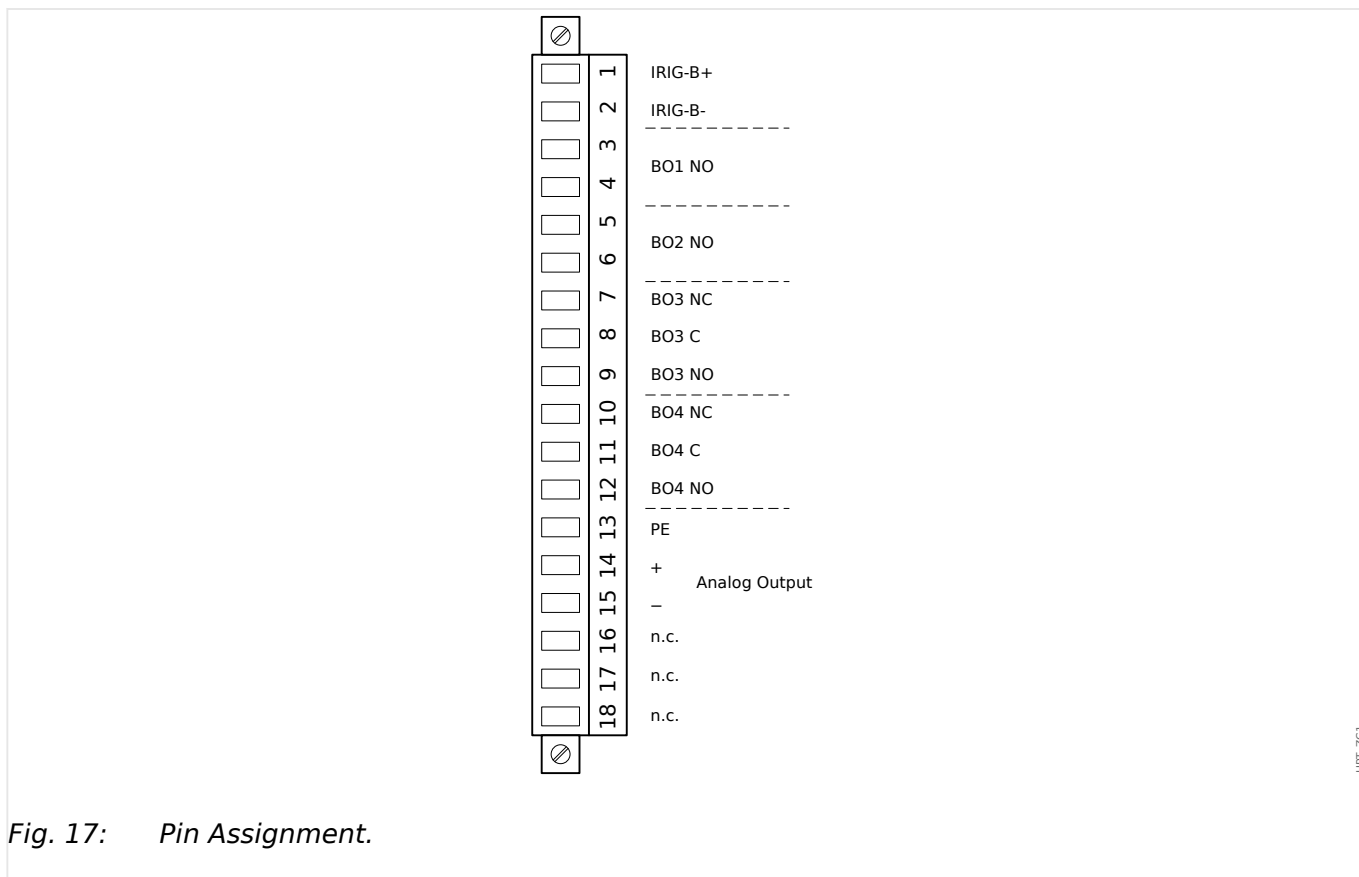 1 IRIG-B+
2 IRIG-B-
3
BO1 NO
4
5
BO2 NO
6
7 BO3 NC
8 BO3 C
9 BO3 NO
10 BO4 NC
11 BO4 C
12 BO4 NO
13 PE
14 +
Analog Output
15 −
16 n.c.
17 n.c.
18 n.c.
Fig. 17: Pin Assignment.